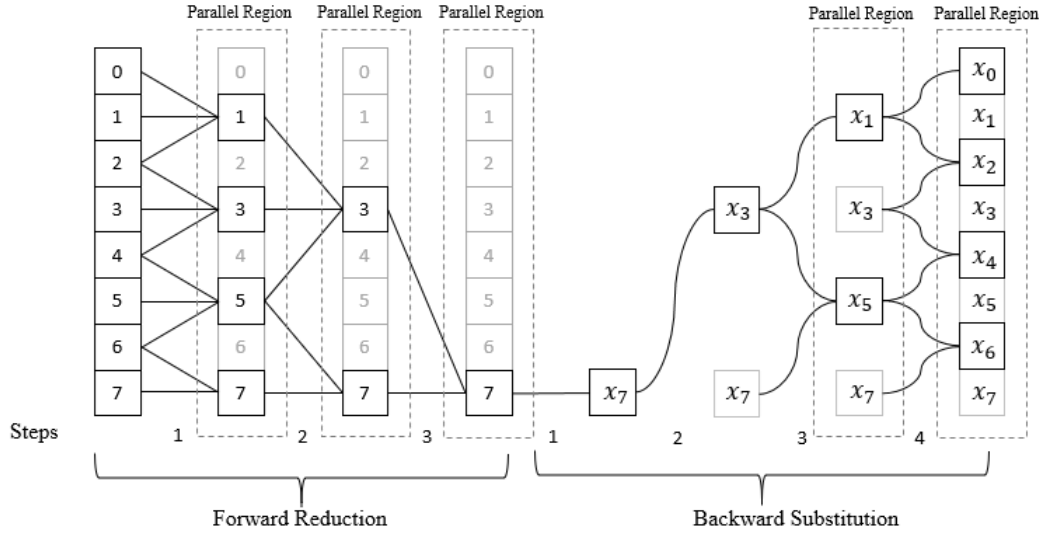 Parallel Region Parallel Region Parallel Region Parallel Region Parallel Region
0 0 0 0 x0
1 1 1 1 x1 x1
2 2 2 2 x2
3 3 3 3 x3 x3 x3
4 4 4 4 x4
5 5 5 5 x5 x5
6 6 6 6 x6
7 7 7 7 x7 x7 x7 x7
Steps 1 2 3 1 2 3 4
Forward Reduction Backward Substitution